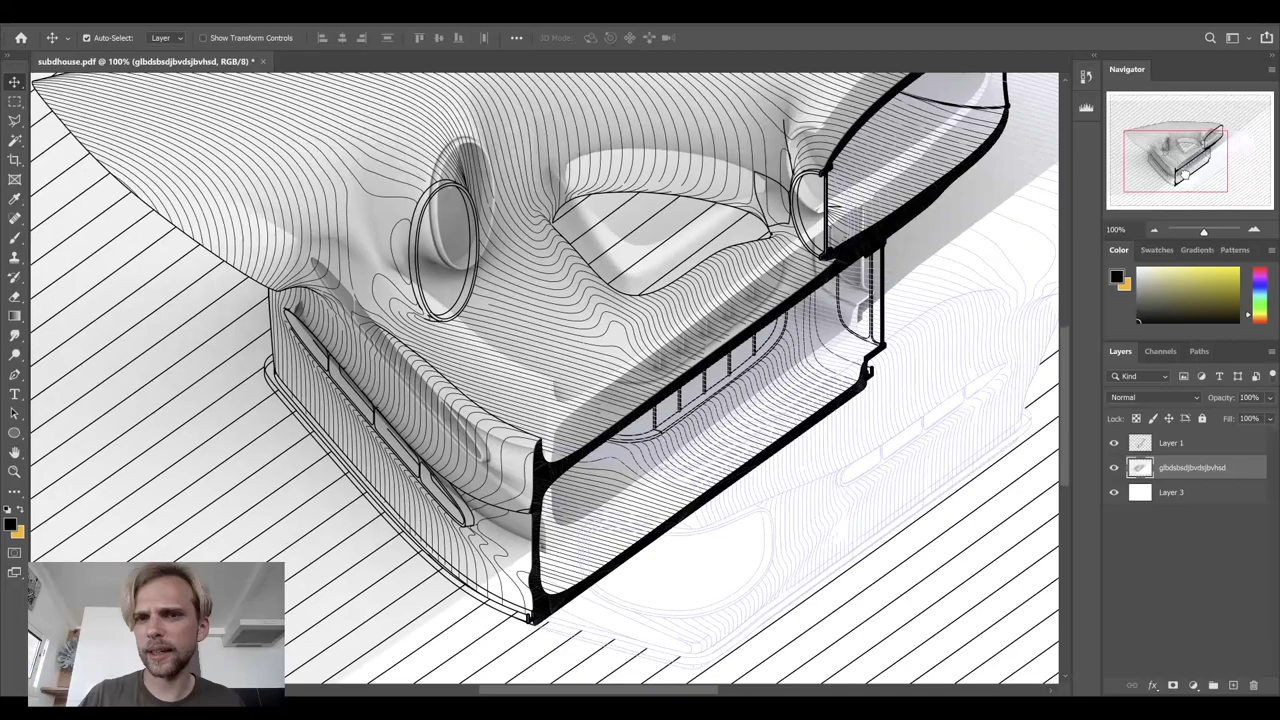 Auto-Select: Layer Show Transform Controls 3D Mode:
subdhouse.pdf @ 100% (glbdsbsdjbvdsjbvhsd, RGB/8) *
Navigator
100%
Color Swatches Gradients Patterns
Layers Channels Paths
Kind
Normal Opacity: 100%
Lock: Fill: 100%
Layer 1
glbdsbsdjbvdsjbvhsd
Layer 3